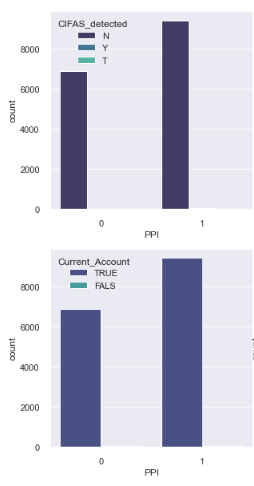 CIFAS_detected
N
Y
T
8000
6000
4000
2000
0
count
0 1
PPI
Current_Account
TRUE
FALS
8000
6000
4000
2000
0
count
0 1
PPI
count